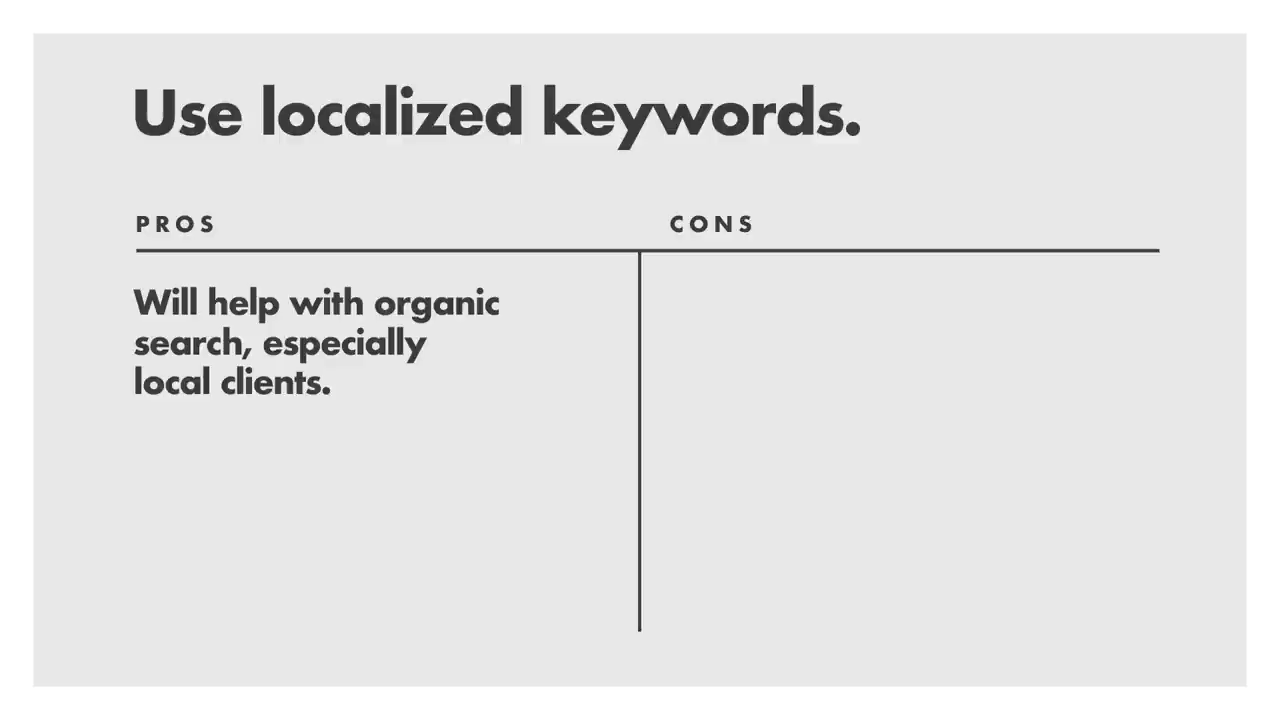 Use localized keywords.
PROS
CONS
Will help with organic
search, especially
local clients.